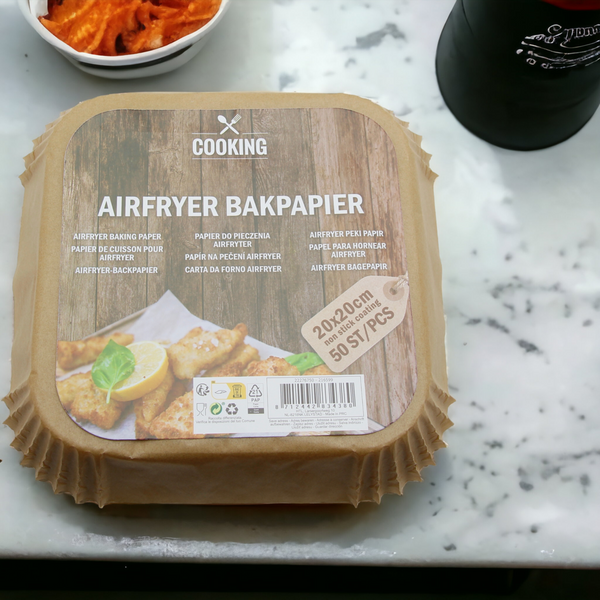 COOKING
AIRFRYER BAKPAPIER
AIRFRYER BAKING PAPER
PAPIER DE CUISSON POUR
AIRFRYER
AIRFRYER-BACKPAPIER
PAPIER DO PIECZENIA
AIRFRYTER
PAPÍR NA PEČENÍ AIRFRYER
CARTA DA FORNO AIRFRYER
AIRFRYER PEKI PAPIR
PAPEL PARA HORNEAR
AIRFRYER
AIRFRYER BAGEPAPIR
20x20cm
non stick coating
50 ST/PCS
PAP